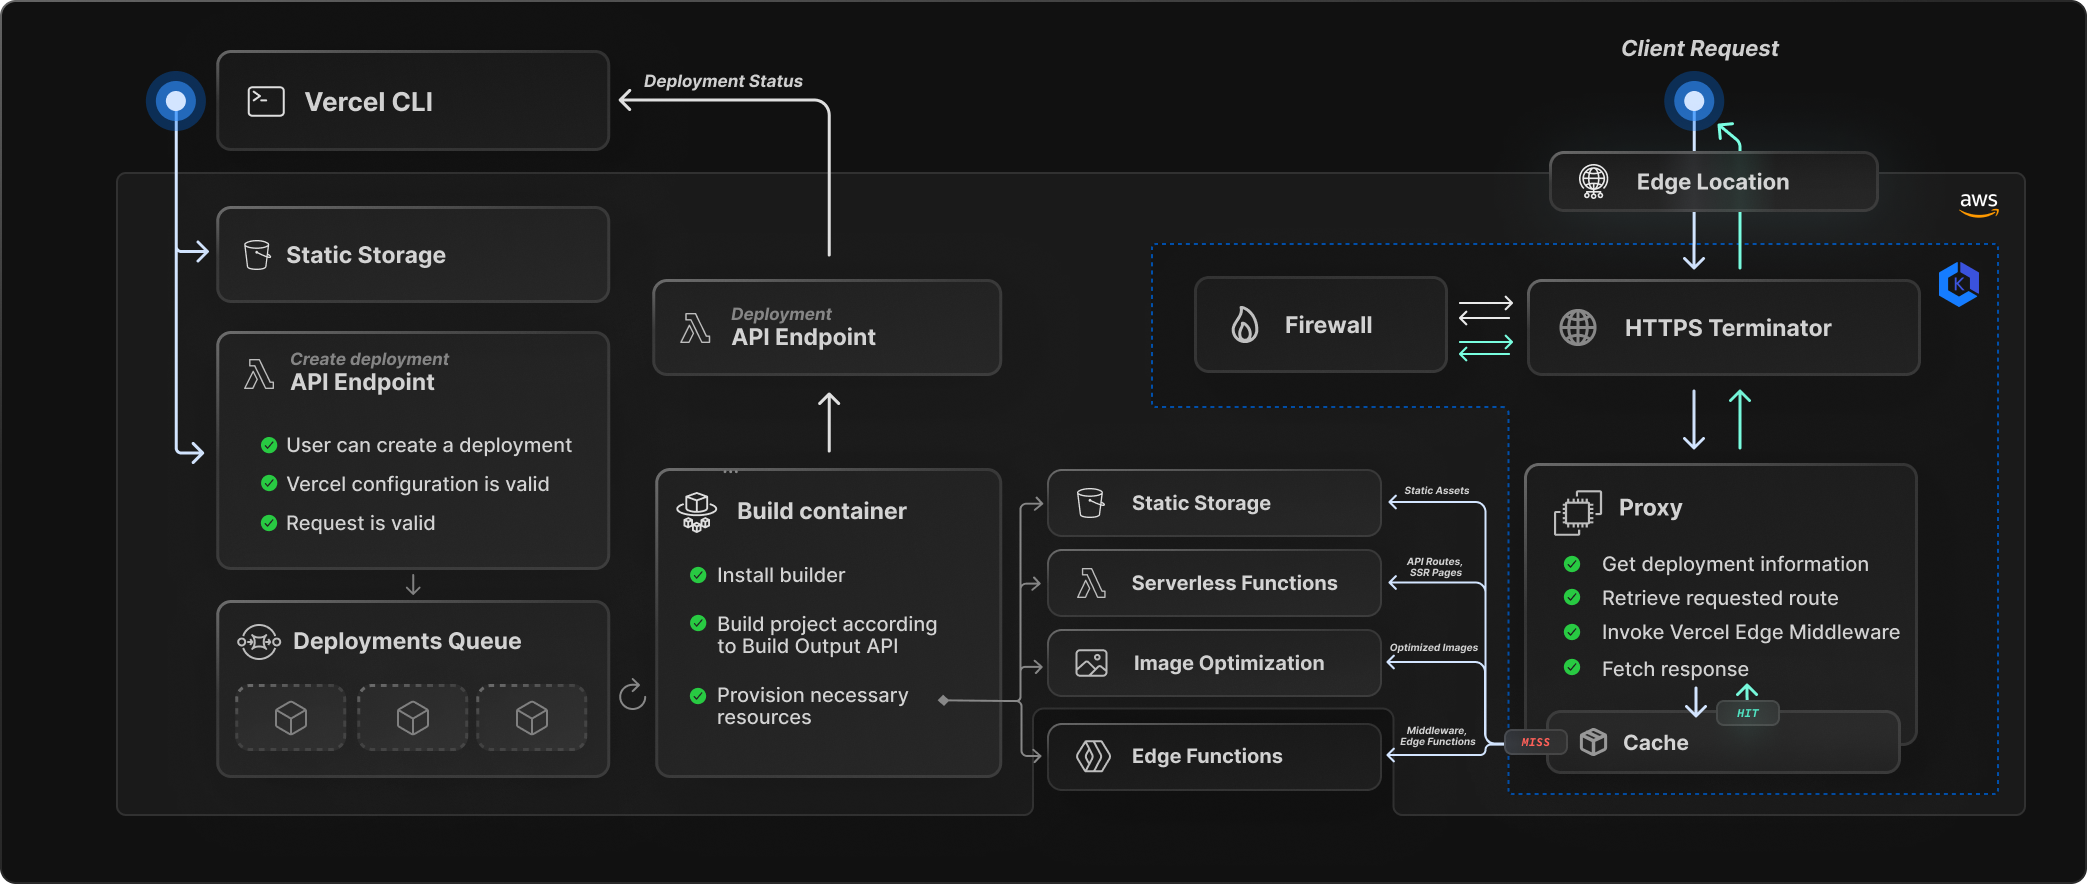 Client Request
Vercel CLI
Deployment Status
Edge Location
aws
Static Storage
Deployment
API Endpoint
Firewall
HTTPS Terminator
K
Create deployment
API Endpoint
User can create a deployment
Vercel configuration is valid
Request is valid
Deployments Queue
...
Build container
Install builder
Build project according
to Build Output API
Provision necessary
resources
Static Storage
Serverless Functions
Image Optimization
Edge Functions
Static Assets
API Routes,
SSR Pages
Optimized Images
Middleware,
Edge Functions
Proxy
Get deployment information
Retrieve requested route
Invoke Vercel Edge Middleware
Fetch response
HIT
MISS
Cache